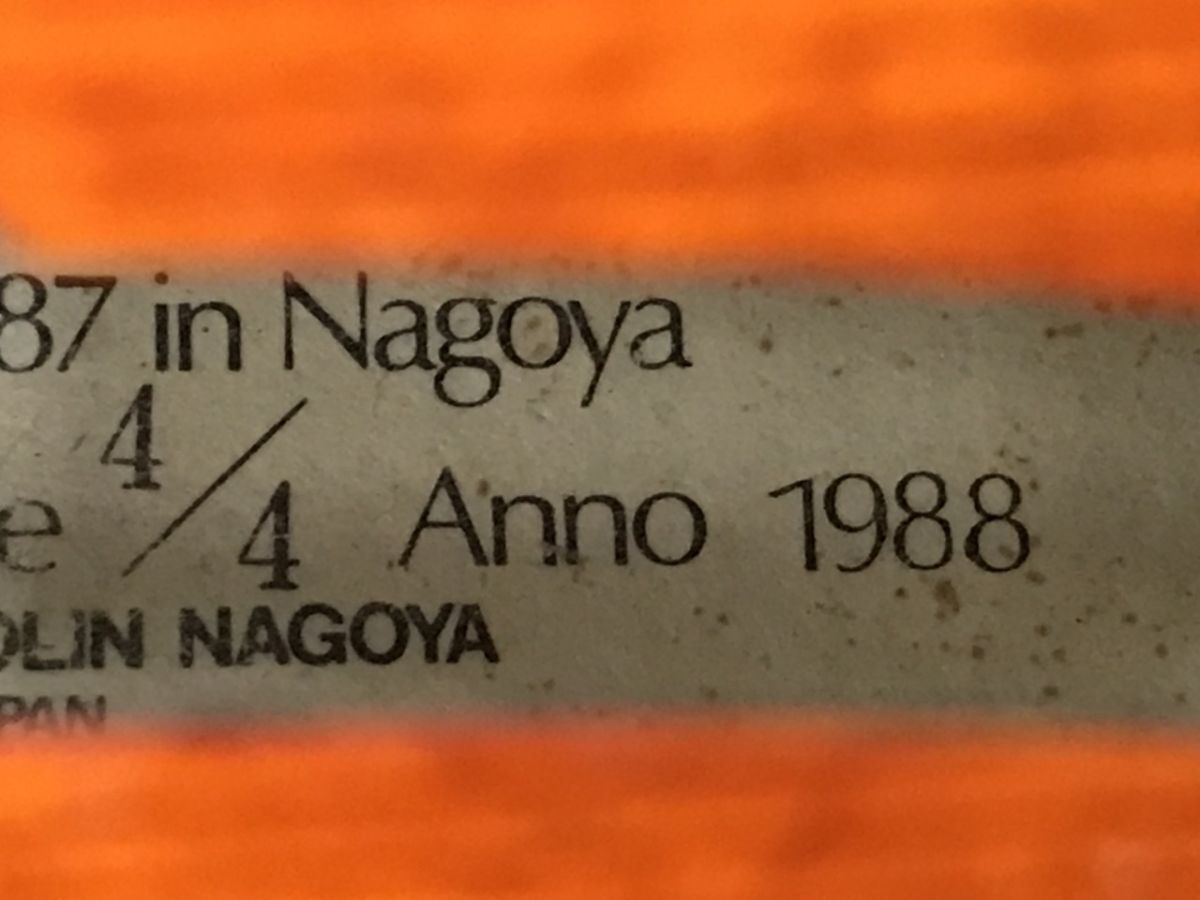 87 in Nagoya
e 4/4 Anno 1988
OLIN NAGOYA
PAN